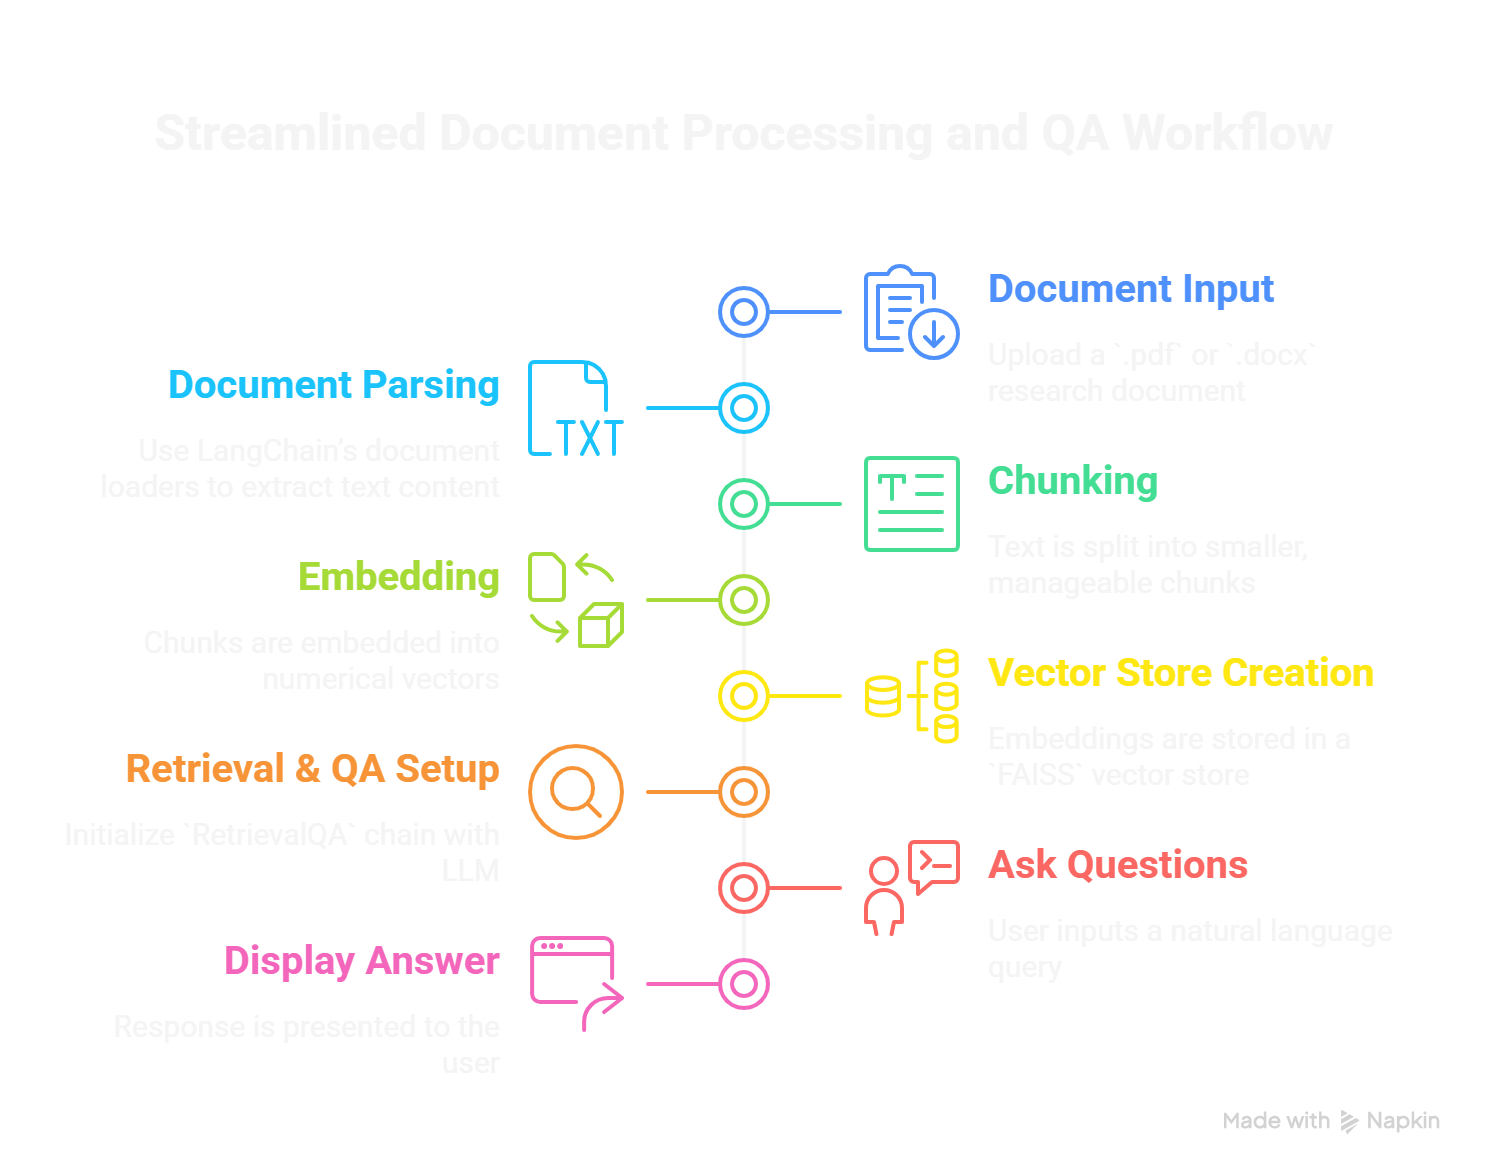 Streamlined Document Processing and QA Workflow
Document Input
Upload a `.pdf` or `.docx`
research document
Document Parsing
Use LangChain’s document
loaders to extract text content
TXT
Chunking
Text is split into smaller,
manageable chunks
T
Embedding
Chunks are embedded into
numerical vectors
Vector Store Creation
Embeddings are stored in a
`FAISS` vector store
Retrieval & QA Setup
Initialize `RetrievalQA` chain with
LLM
Ask Questions
User inputs a natural language
query
Display Answer
Response is presented to the
user
Made with Napkin